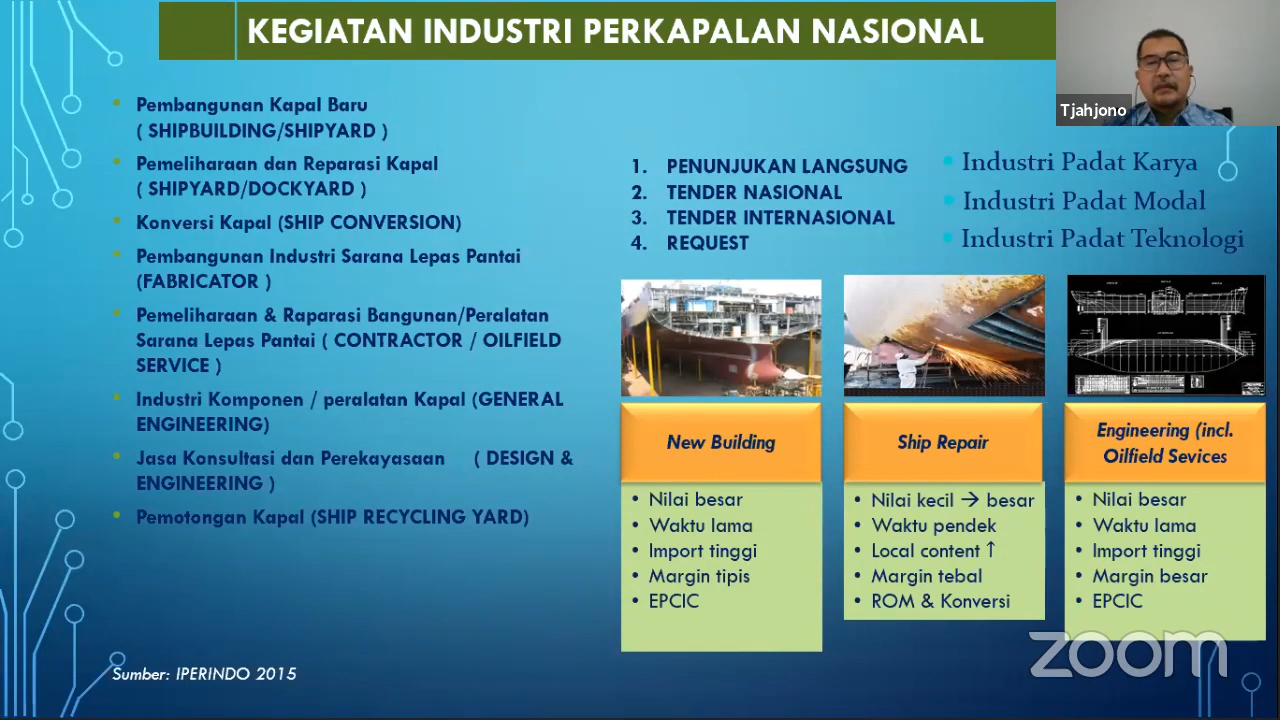 KEGIATAN INDUSTRI PERKAPALAN NASIONAL
Tjahjono
Pembangunan Kapal Baru
( SHIPBUILDING/SHIPYARD )
Pemeliharaan dan Reparasi Kapal
( SHIPYARD/DOCKYARD )
Konversi Kapal (SHIP CONVERSION)
Pembangunan Industri Sarana Lepas Pantai
(FABRICATOR )
Pemeliharaan & Raparasi Bangunan/Peralatan
Sarana Lepas Pantai ( CONTRACTOR / OILFIELD
SERVICE )
Industri Komponen / peralatan Kapal (GENERAL
ENGINEERING)
Jasa Konsultasi dan Perekayasaan ( DESIGN &
ENGINEERING )
Pemotongan Kapal (SHIP RECYCLING YARD)
1. PENUNJUKAN LANGSUNG
2. TENDER NASIONAL
3. TENDER INTERNASIONAL
4. REQUEST
Industri Padat Karya
Industri Padat Modal
Industri Padat Teknologi
New Building
• Nilai besar
• Waktu lama
• Import tinggi
• Margin tipis
• EPCIC
Ship Repair
• Nilai kecil → besar
• Waktu pendek
• Local content ↑
• Margin tebal
• ROM & Konversi
Engineering (incl.
Oilfield Sevices
• Nilai besar
• Waktu lama
• Import tinggi
• Margin besar
• EPCIC
Sumber: IPERINDO 2015
zoom